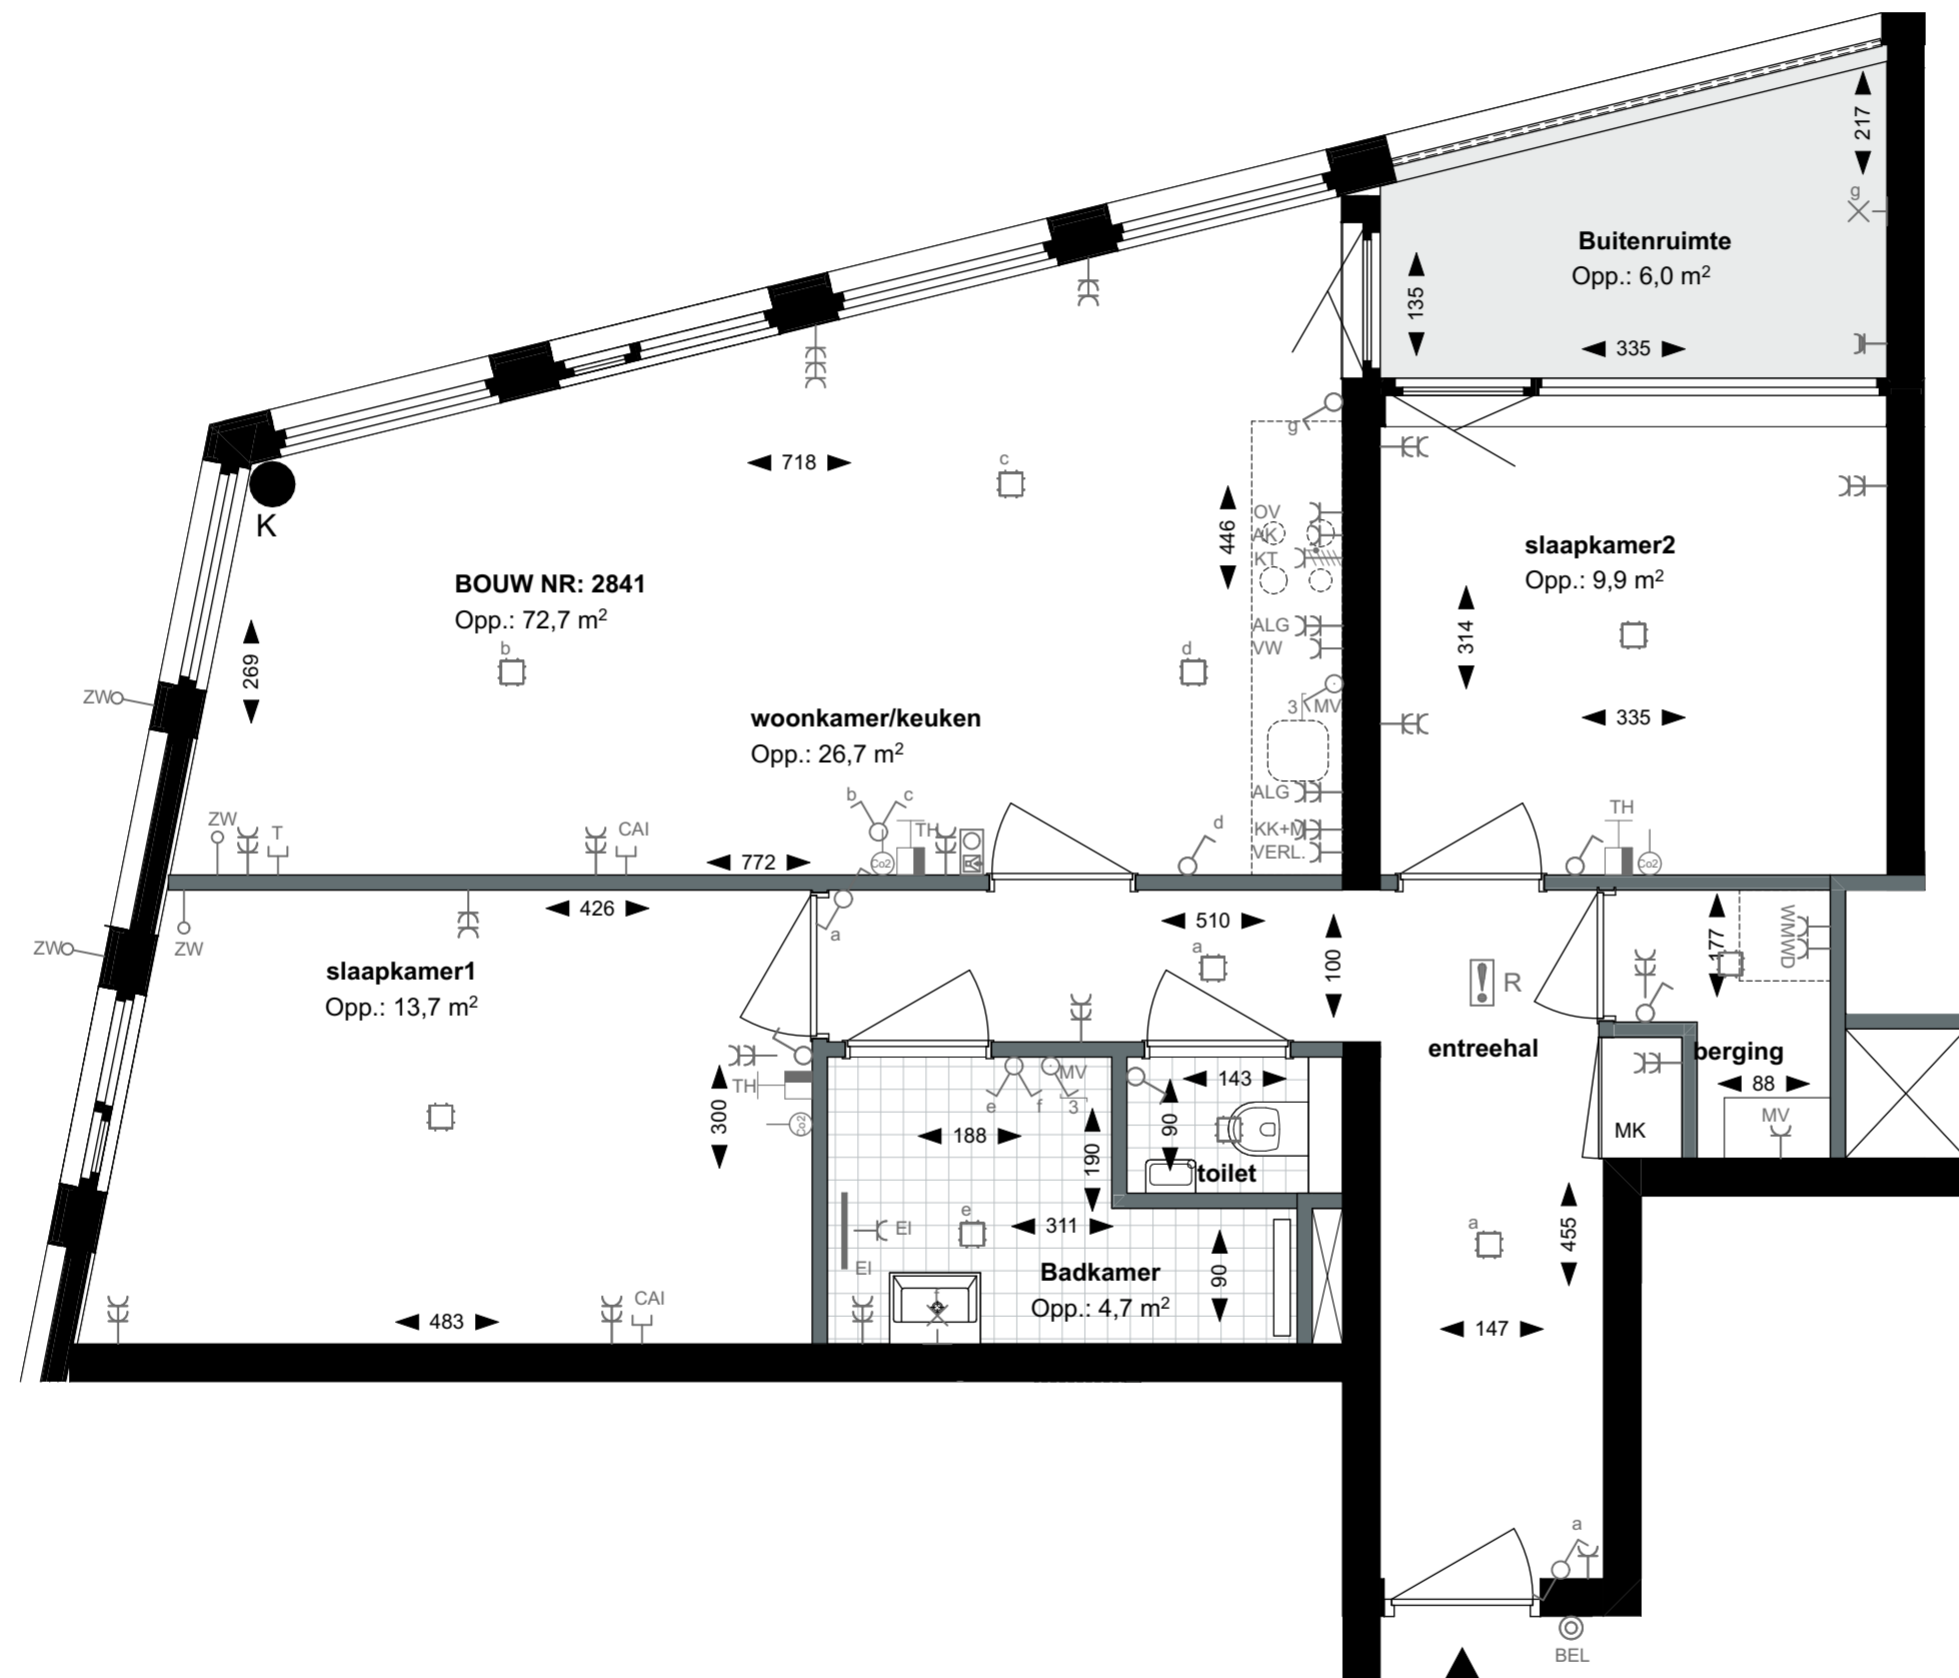 217
g
Buitenruimte
Opp.: 6,0 m²
135
335
g
718
c
K
446
OV
AK
KT
slaapkamer2
Opp.: 9,9 m²
BOUW NR: 2841
Opp.: 72,7 m²
314
ALG
VW
b
d
269
ZW
3
MV
335
woonkamer/keuken
Opp.: 26,7 m²
ALG
b
c
TH
ZW
T
CAI
TH
d
KK+M
VERL.
Co2
Co2
772
426
a
510
a
100
177
WMWD
ZW
ZW
slaapkamer1
Opp.: 13,7 m²
R
entreehal
berging
MV
143
88
TH
300
Co2
e
f
3
90
MV
MK
188
190
toilet
e
EI
311
a
455
EI
Badkamer
Opp.: 4,7 m²
90
f
CAI
483
147
a
BEL